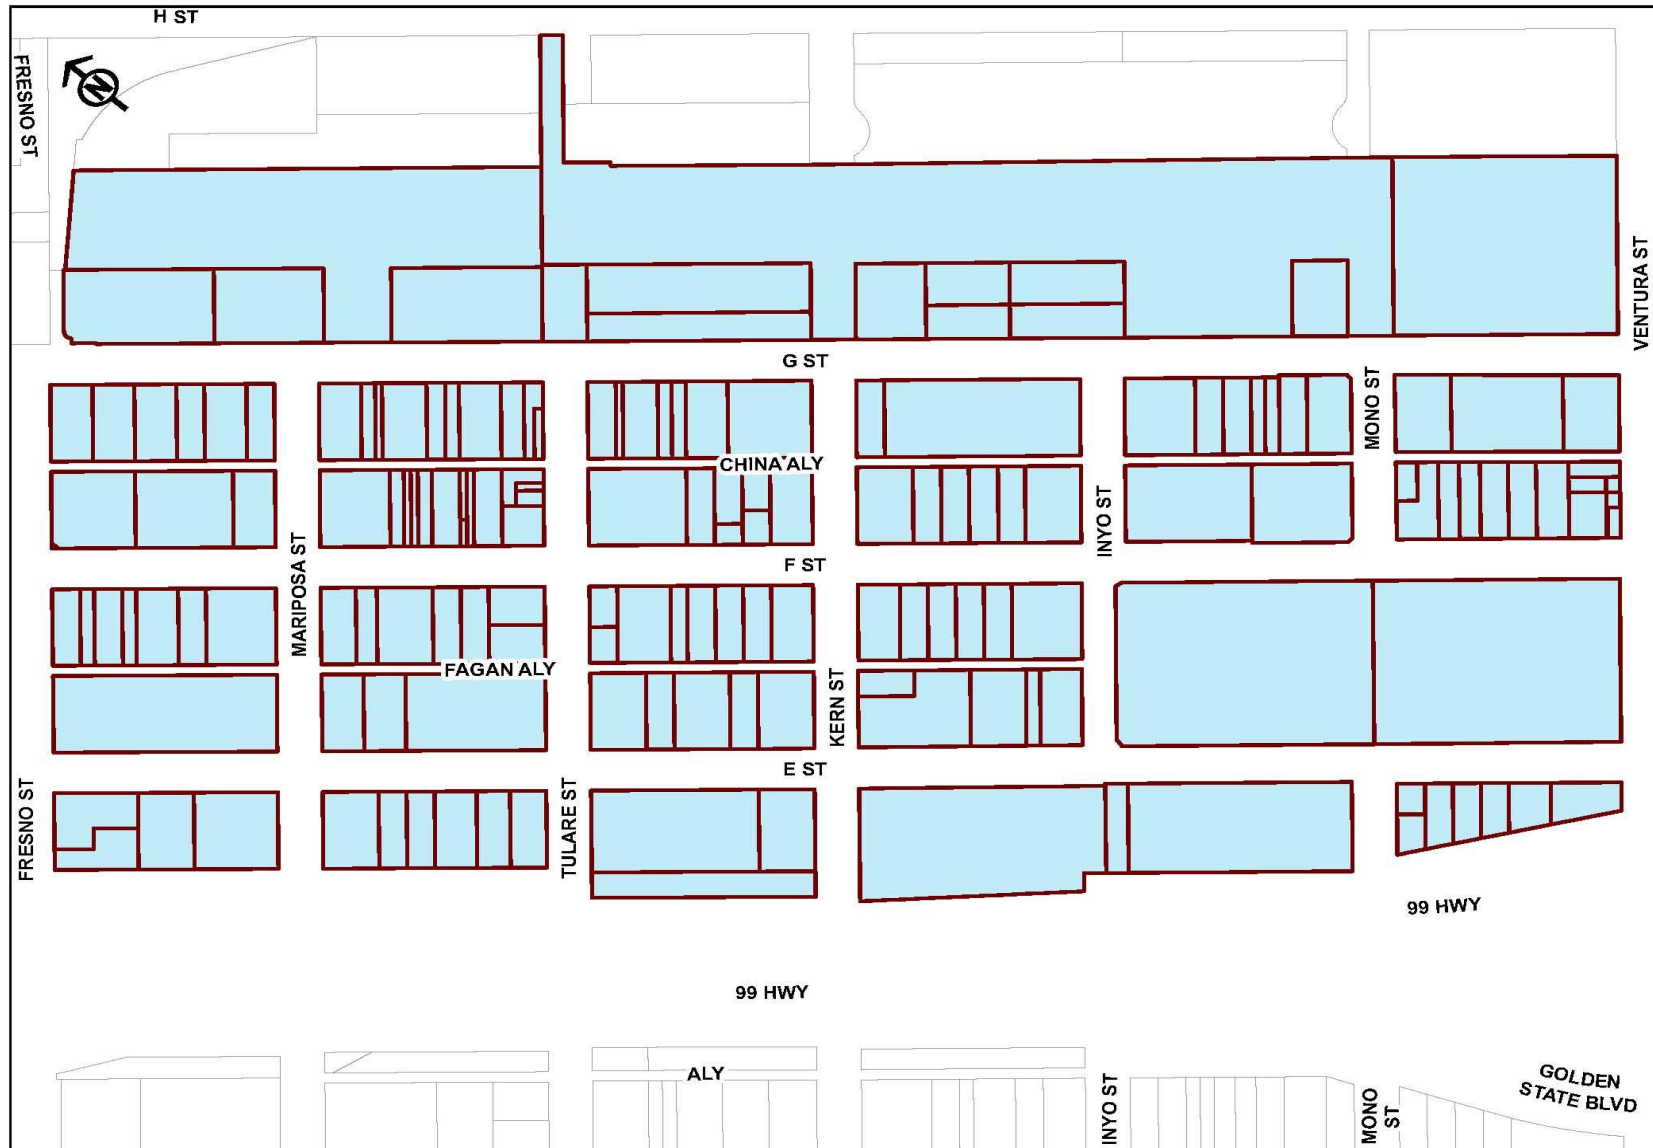 H ST
FRESNO ST
N
VENTURA ST
G ST
MONO ST
CHINA ALY
INYO ST
MARIPOSA ST
F ST
FAGAN ALY
KERN ST
E ST
FRESNO ST
TULARE ST
99 HWY
99 HWY
ALY
INYO ST
MONO
ST
GOLDEN
STATE BLVD